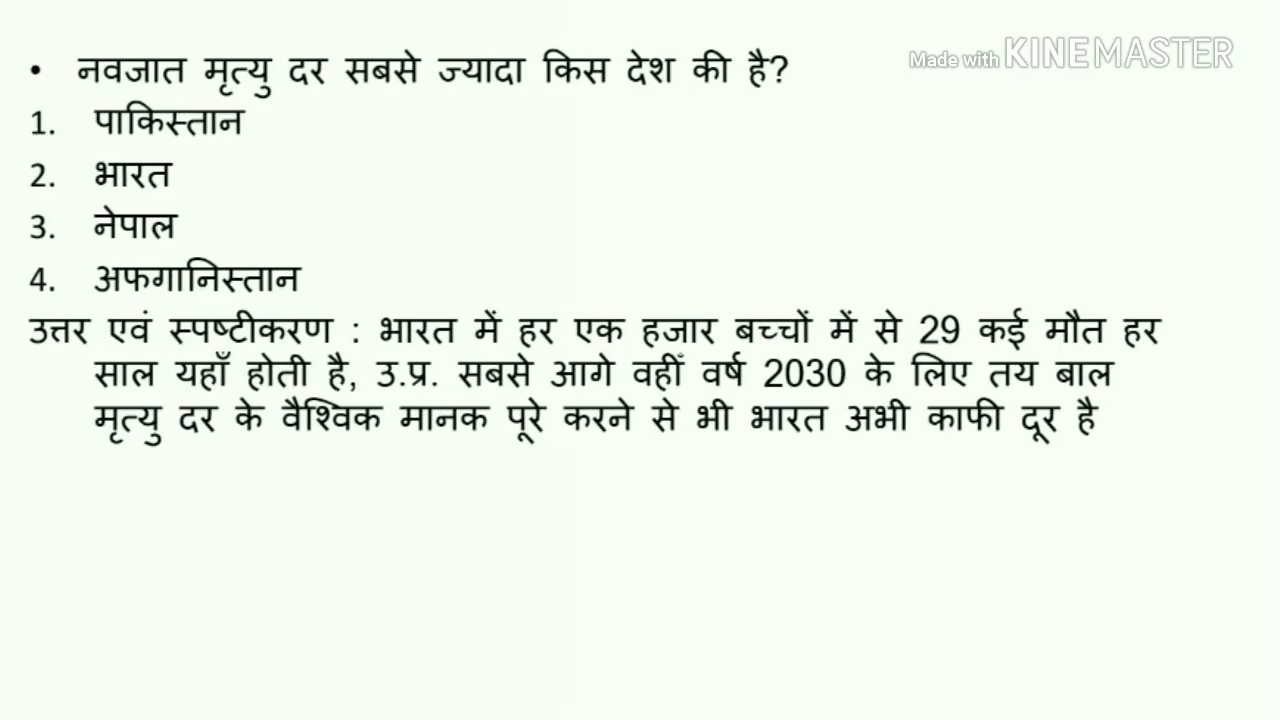 • नवजात मृत्यु दर सबसे ज्यादा किस देश की है?
Made with KINEMASTER
1. पाकिस्तान
2. भारत
3. नेपाल
4. अफगानिस्तान
उत्तर एवं स्पष्टीकरण : भारत में हर एक हजार बच्चों में से 29 कई मौत हर
साल यहाँ होती है, उ.प्र. सबसे आगे वहीँ वर्ष 2030 के लिए तय बाल
मृत्यु दर के वैश्विक मानक पूरे करने से भी भारत अभी काफी दूर है